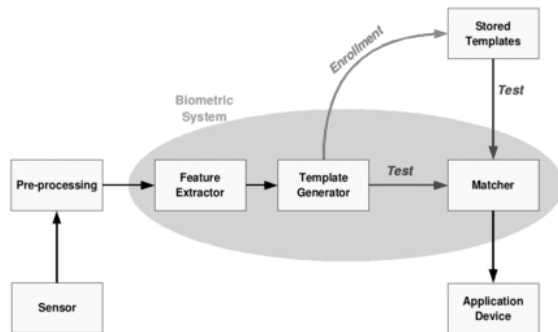 Stored
Templates
Enrollment
Test
Biometric
System
Pre-processing
Feature
Extractor
Template
Generator
Test
Matcher
Sensor
Application
Device